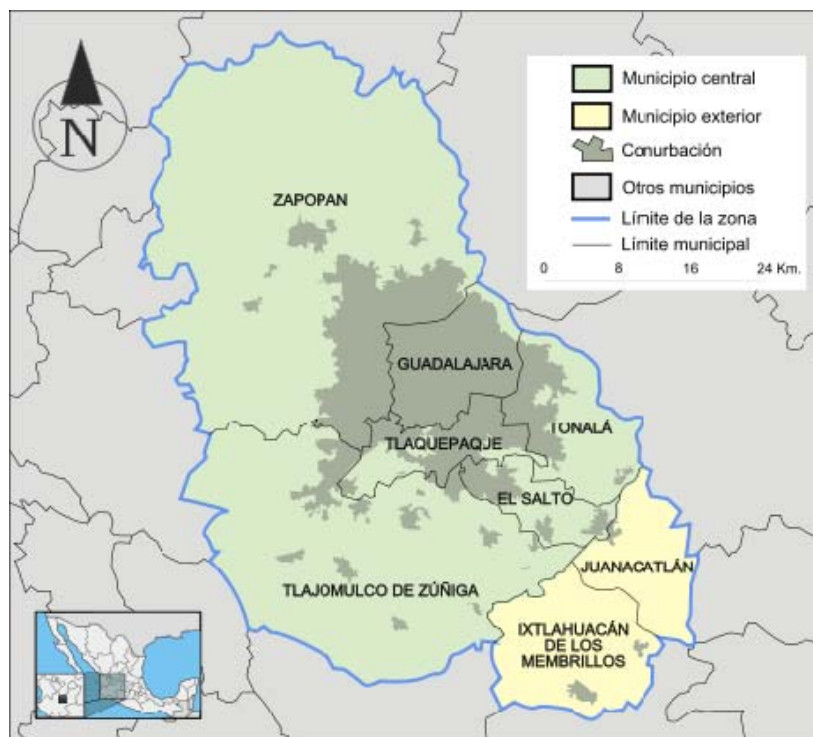 N
Municipio central
Municipio exterior
Conurbación
Otros municipios
Límite de la zona
Límite municipal
0 8 16 24 Km.
ZAPOPAN
GUADALAJARA
TLAQUEPAQUE
TONALÁ
EL SALTO
JUANACATLÁN
TLAJOMULCO DE ZÚÑIGA
IXTLAHUACÁN
DE LOS
MEMBRILLOS